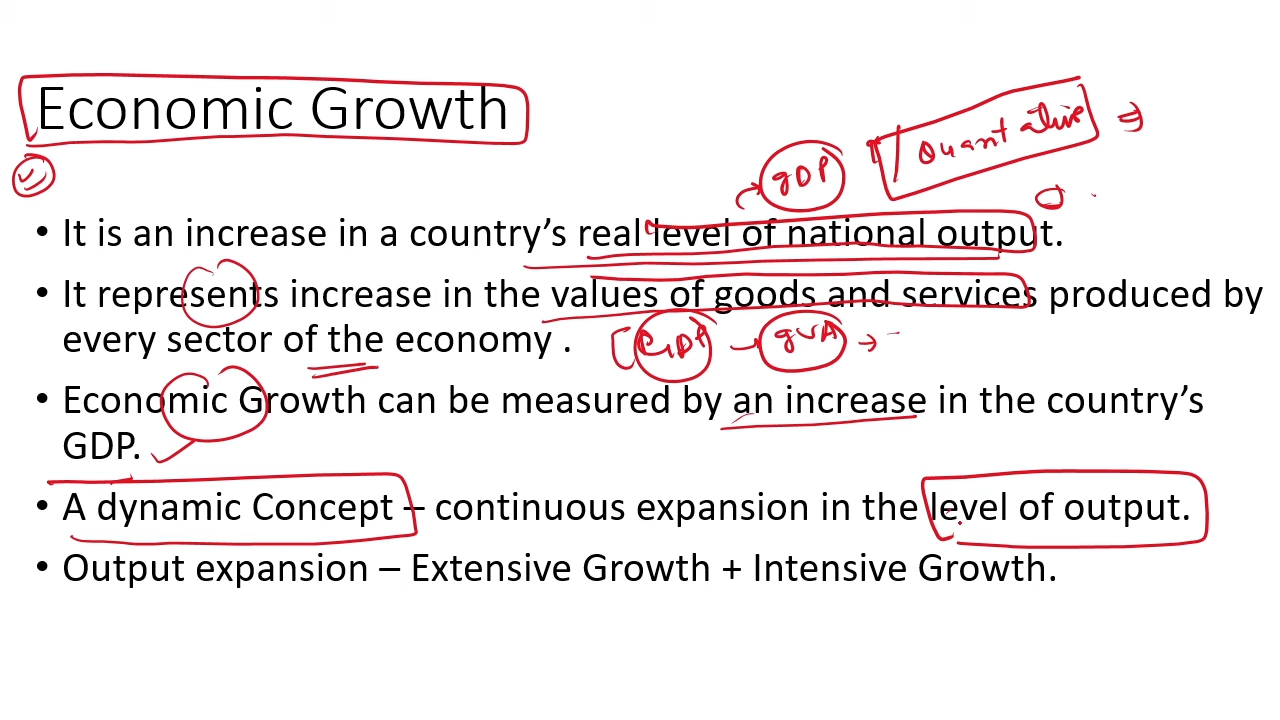 Economic Growth
gDP
Quantative
• It is an increase in a country’s real level of national output.
• It represents increase in the values of goods and services produced by
every sector of the economy .
gVA
• Economic Growth can be measured by an increase in the country’s
GDP.
• A dynamic Concept – continuous expansion in the level of output.
• Output expansion – Extensive Growth + Intensive Growth.